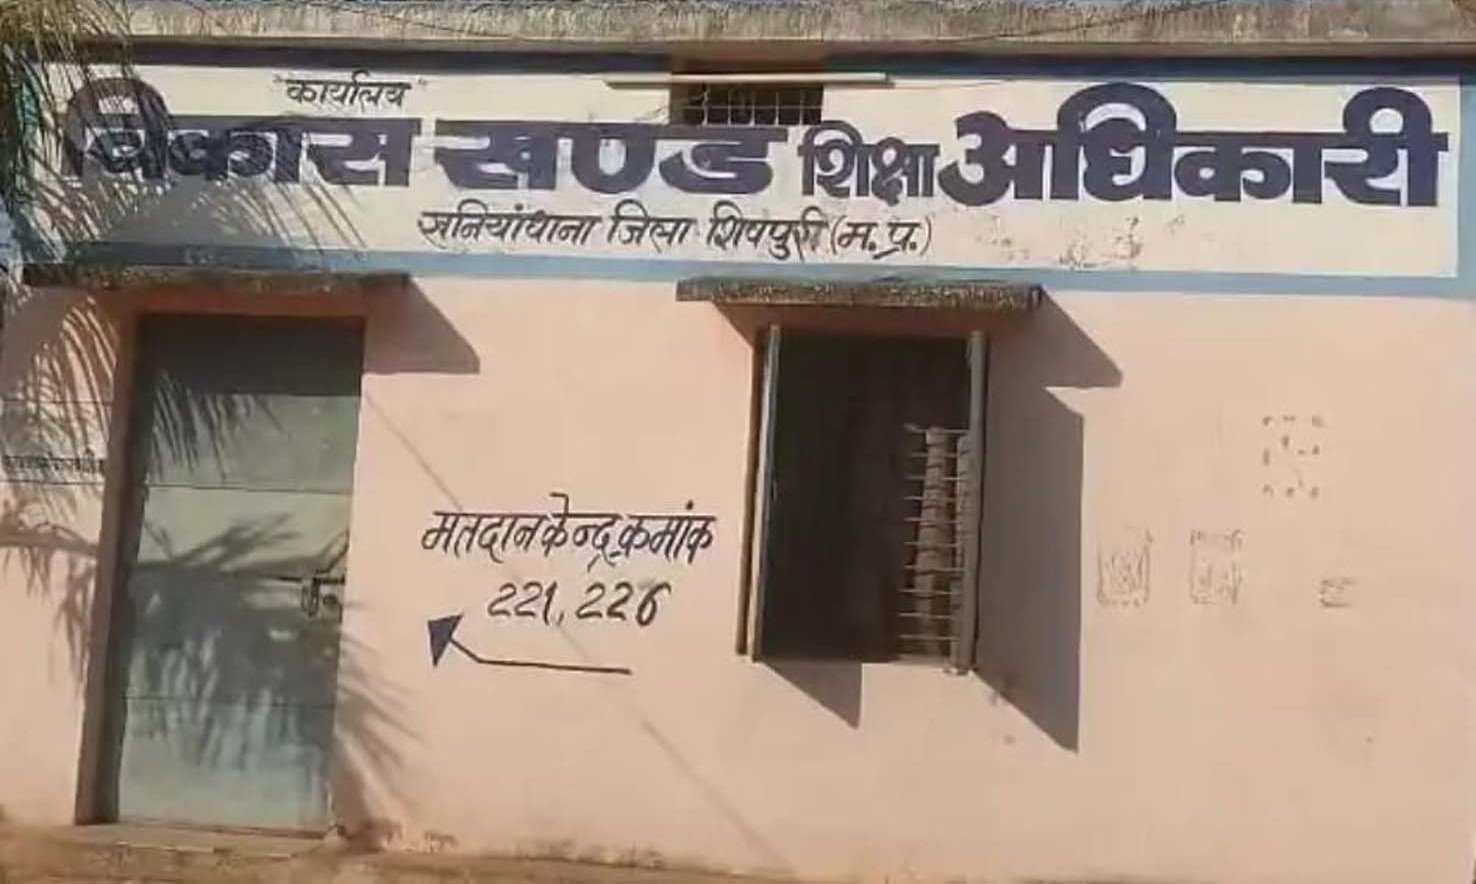 "कार्यालय"
विकास खण्ड शिक्षा अधिकारी
खनियांधाना जिला शिवपुरी (म.प्र.)
मतदान केन्द्र क्रमांक
221, 226